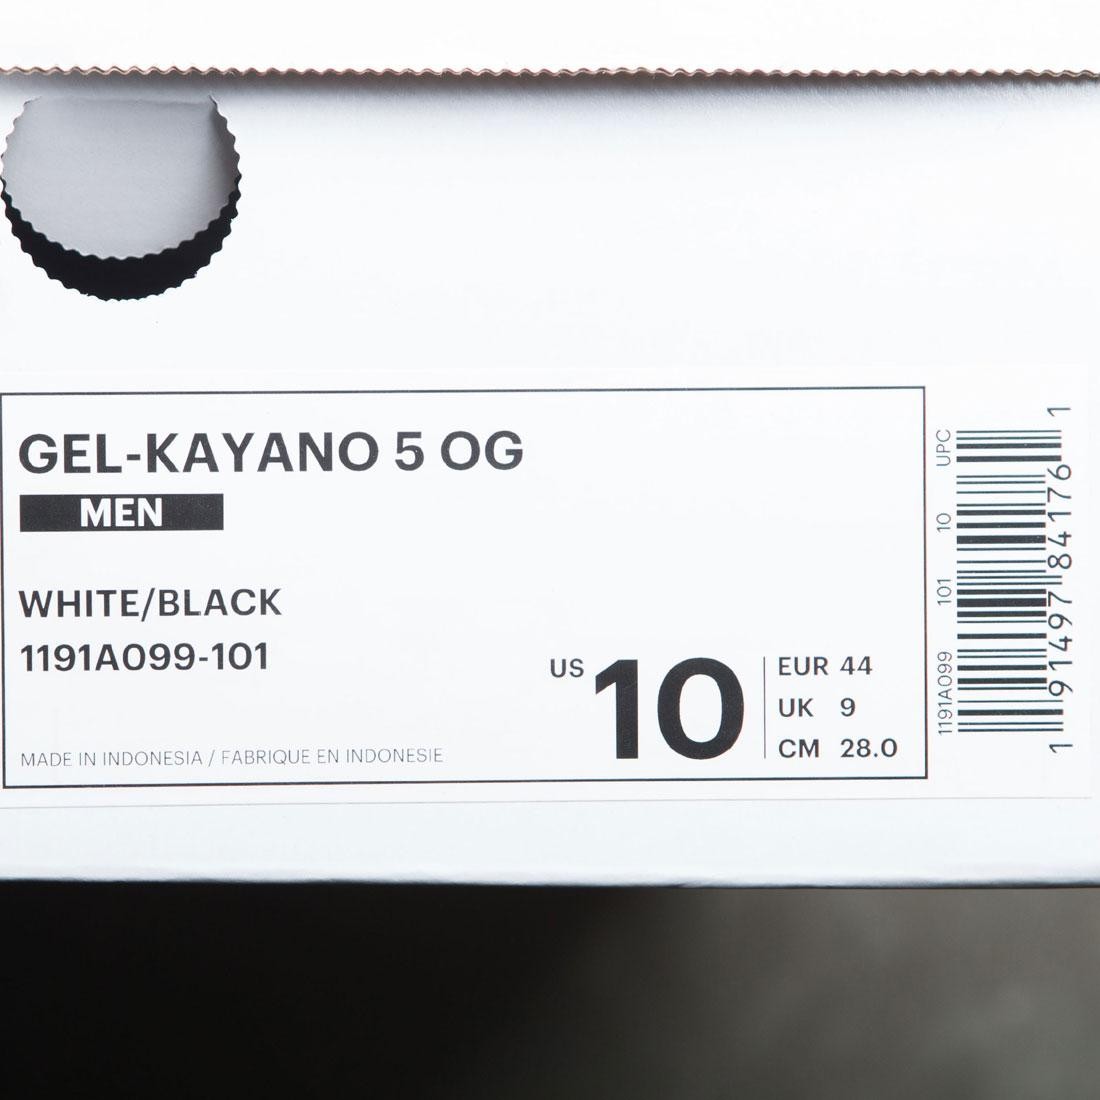 GEL-KAYANO 5 OG
MEN
WHITE/BLACK
1191A099-101
US 10
EUR 44
UK 9
CM 28.0
MADE IN INDONESIA / FABRIQUE EN INDONESIE
1191A099 101 10 UPC
1 91497 84176 1